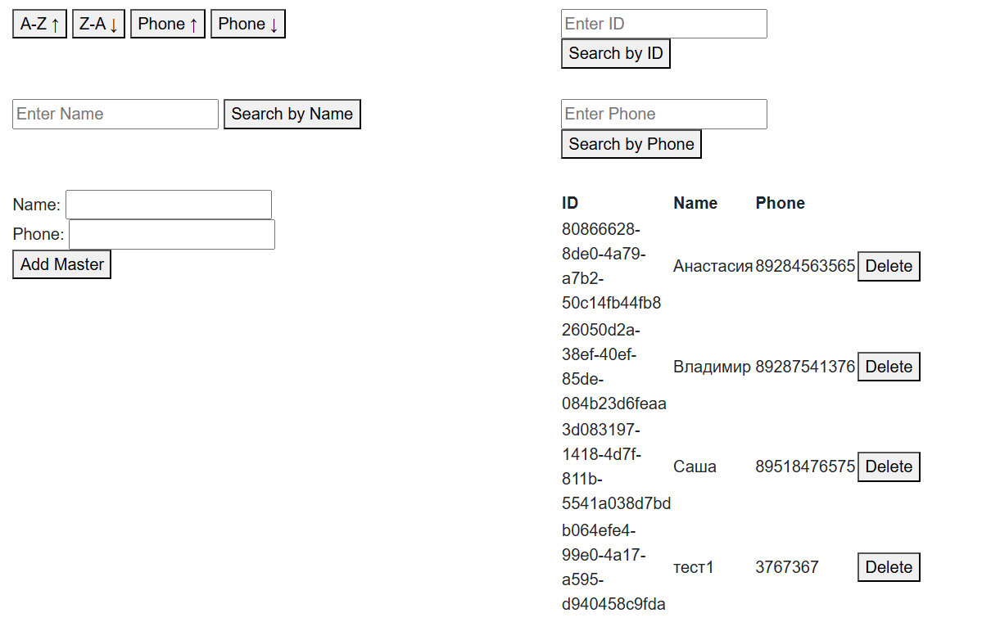 A-Z ↑ Z-A ↓ Phone ↑ Phone ↓
Enter ID
Search by ID
Enter Name Search by Name
Enter Phone
Search by Phone
Name:
Phone:
Add Master
ID Name Phone
80866628-
8de0-4a79-
a7b2-
50c14fb44fb8
Анастасия 89284563565 Delete
26050d2a-
38ef-40ef-
85de-
084b23d6feaa
Владимир 89287541376 Delete
3d083197-
1418-4d7f-
811b-
5541a038d7bd
Саша 89518476575 Delete
b064efe4-
99e0-4a17-
a595-
d940458c9fda
тест1 3767367 Delete